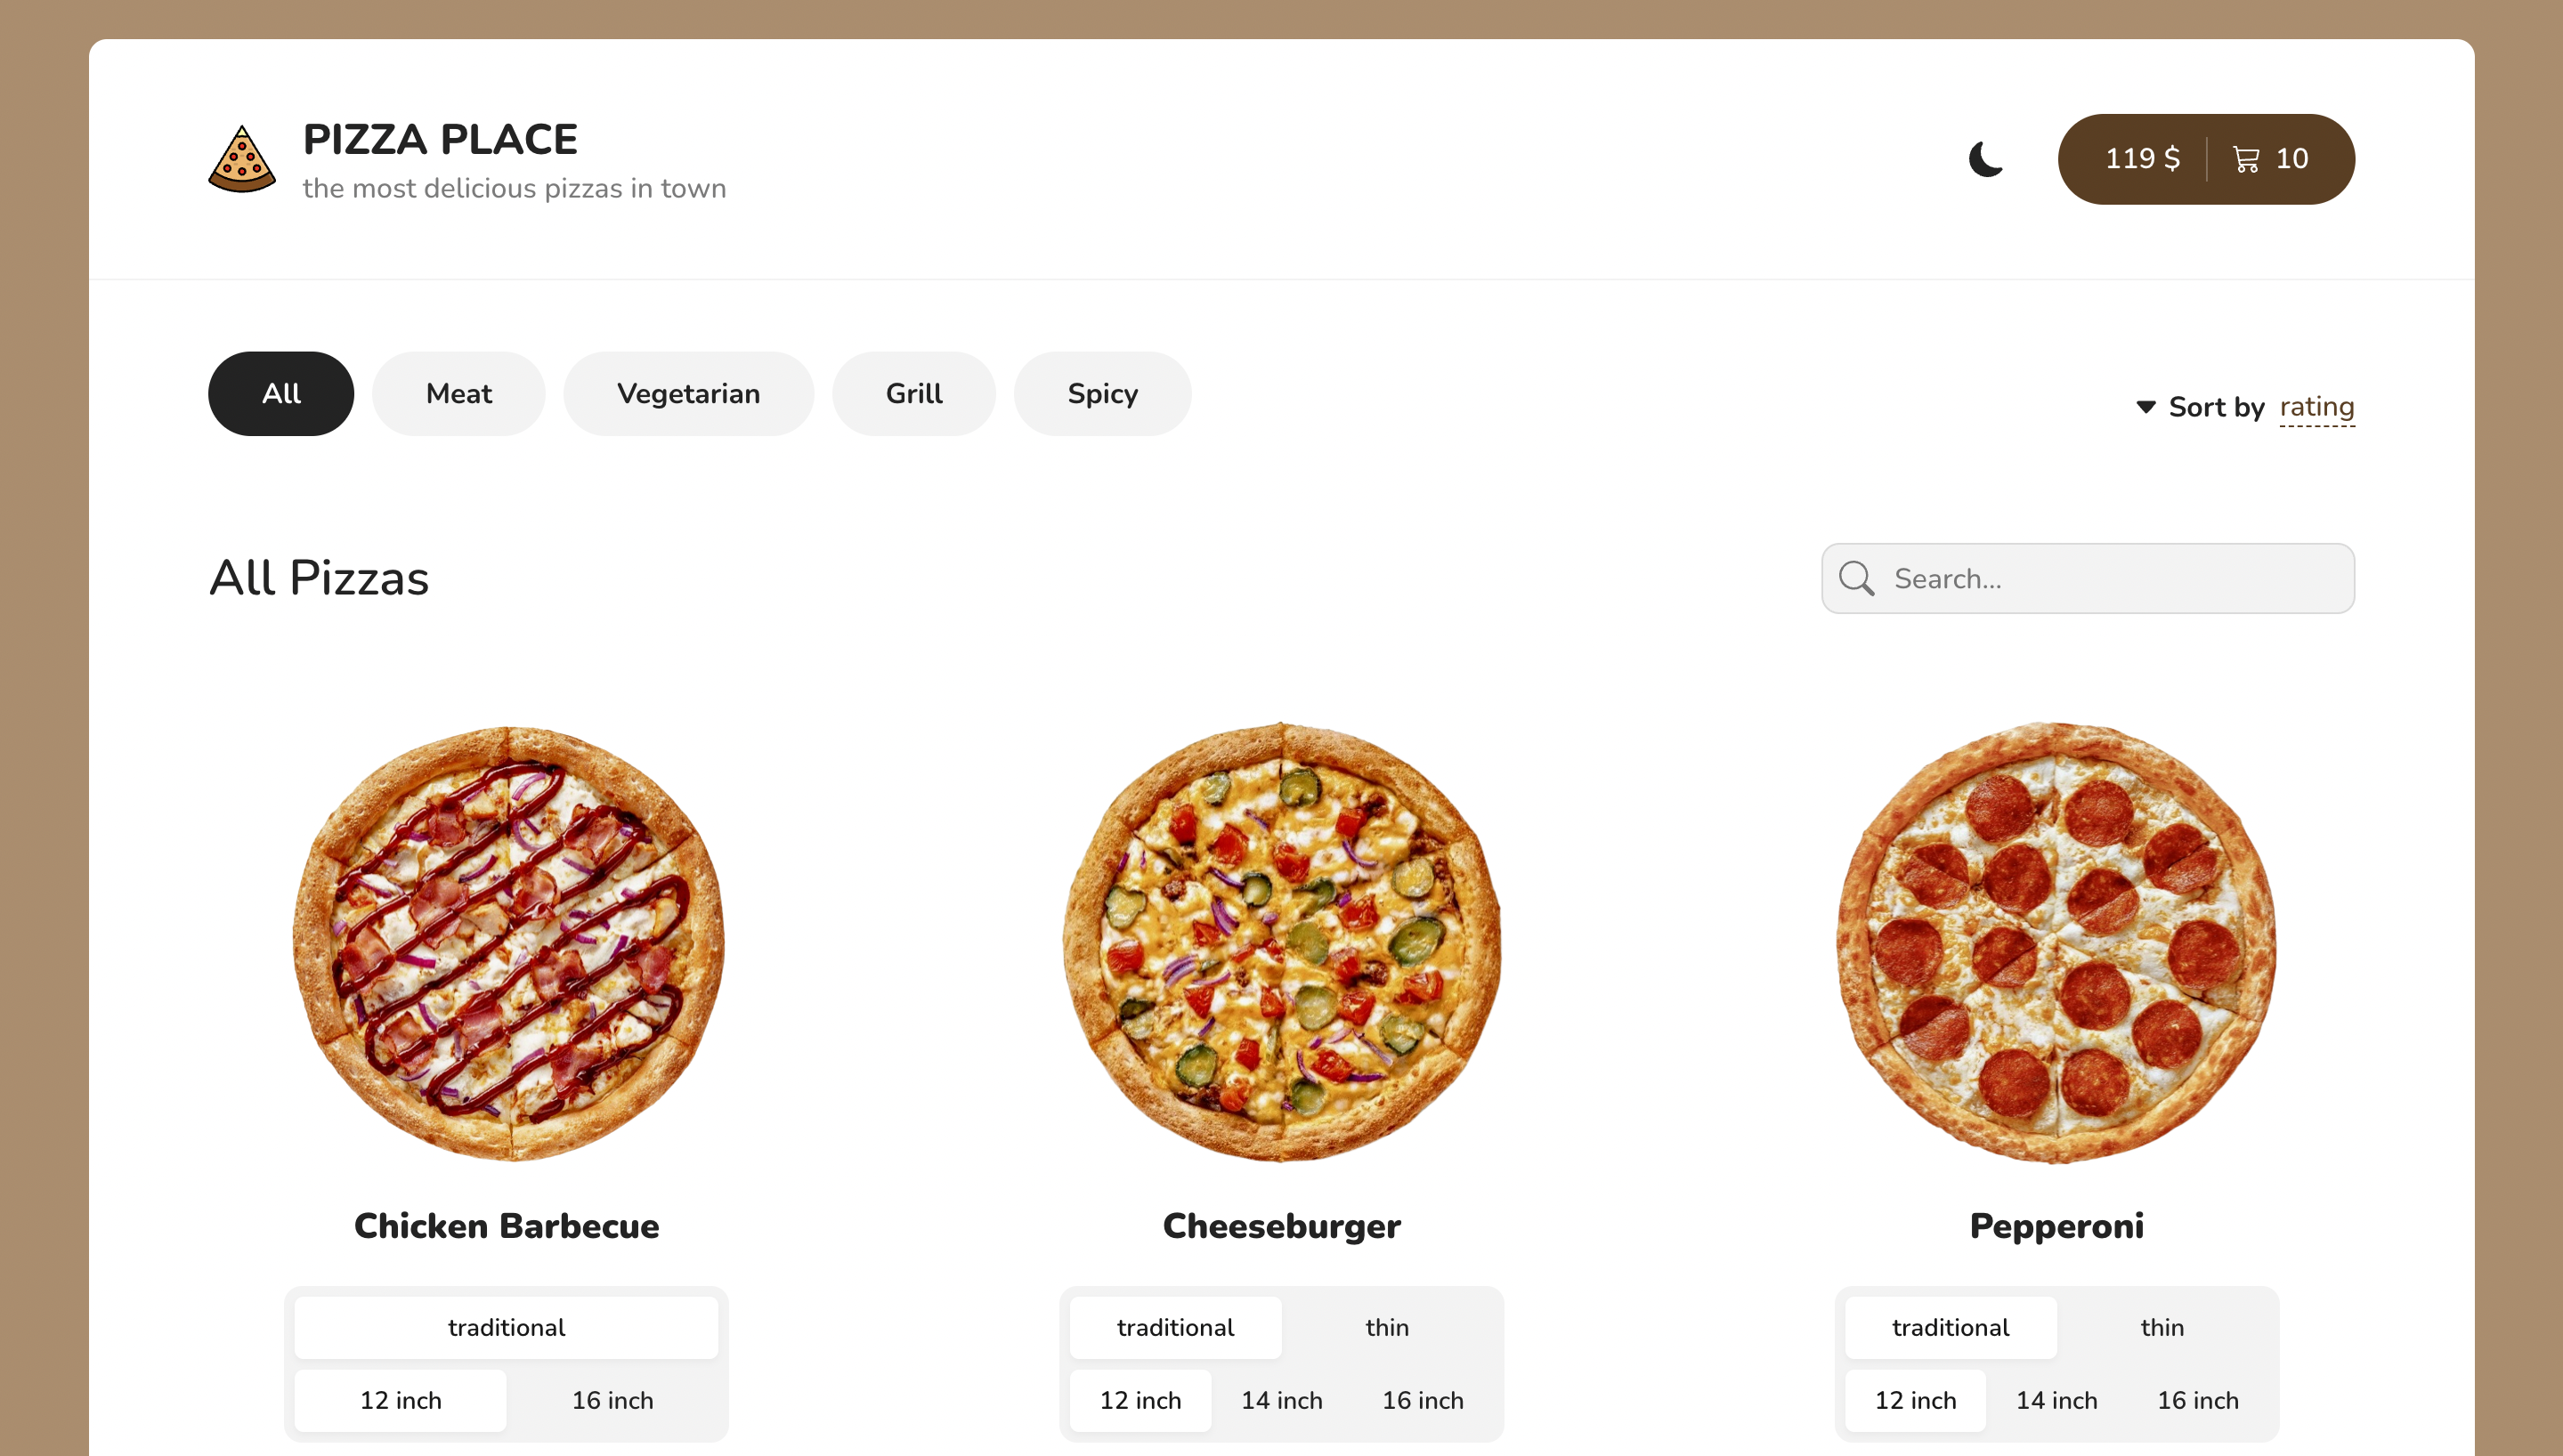 PIZZA PLACE
the most delicious pizzas in town
119 $ 10
All Meat Vegetarian Grill Spicy
Sort by rating
All Pizzas
Search...
Chicken Barbecue
traditional
12 inch 16 inch
Cheeseburger
traditional thin
12 inch 14 inch 16 inch
Pepperoni
traditional thin
12 inch 14 inch 16 inch